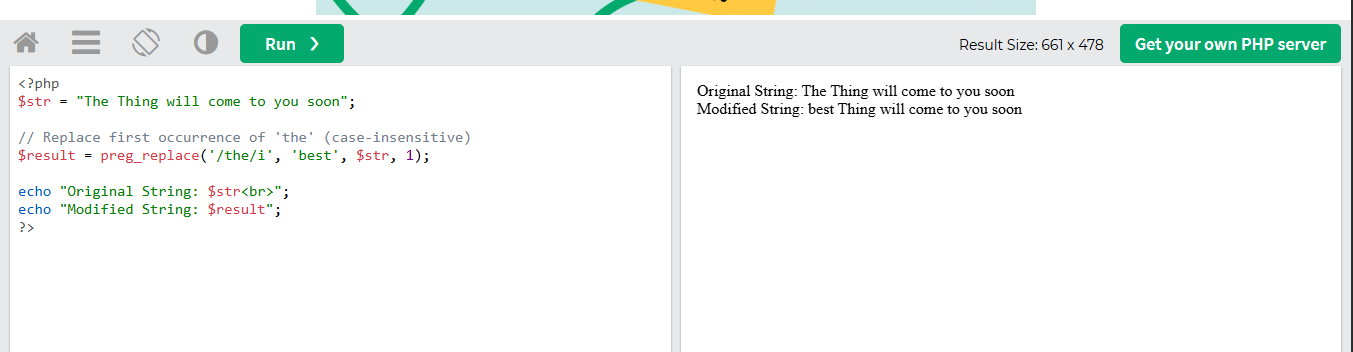 Run ❯
Result Size: 661 x 478
Get your own PHP server
<?php
$str = "The Thing will come to you soon";
// Replace first occurrence of 'the' (case-insensitive)
$result = preg_replace('/the/i', 'best', $str, 1);
echo "Original String: $str<br>";
echo "Modified String: $result";
?>
Original String: The Thing will come to you soon
Modified String: best Thing will come to you soon